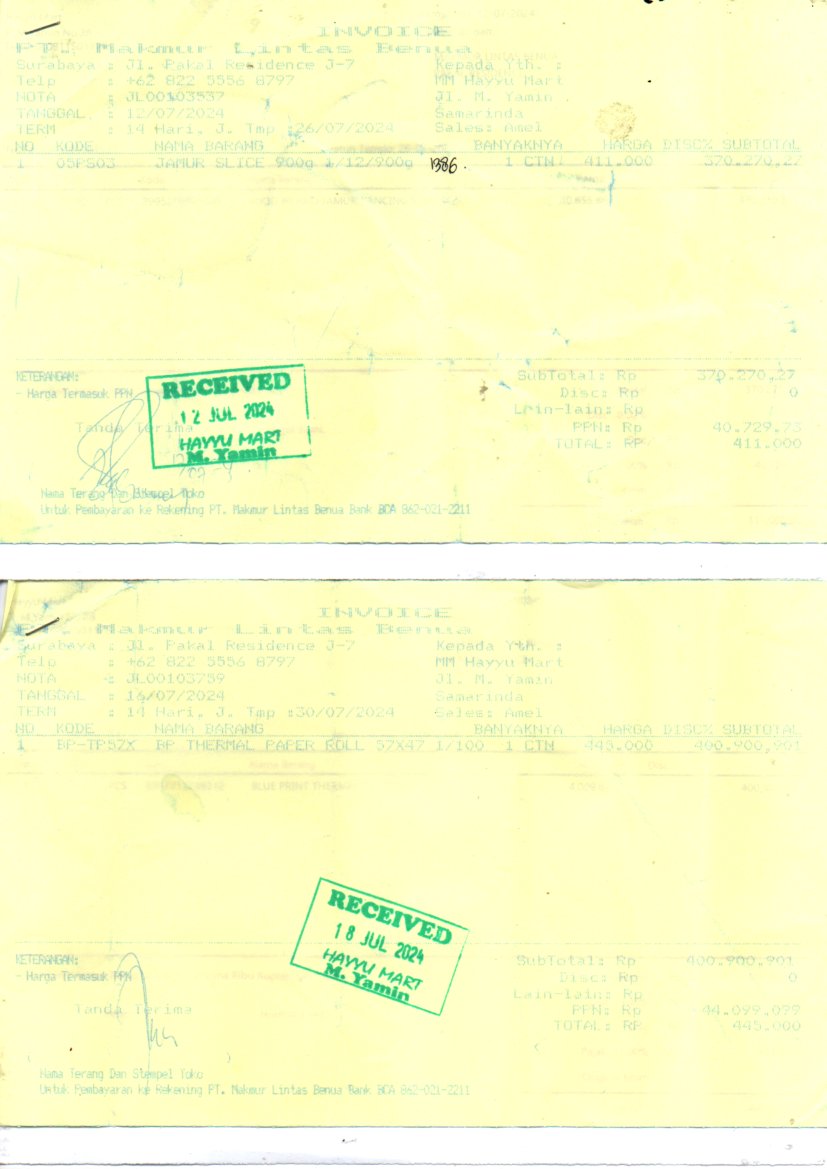 INVOICE
PT. Makmur Lintas Benua
Surabaya : Jl. Pakal Residence J-7 Kepada Yth. :
Telp : +62 822 5556 8797 MM Hayyu Mart
NOTA : JL00103537 Jl. M. Yamin
TANGGAL : 12/07/2024 Samarinda
TERM : 14 Hari. J. Tmp :26/07/2024 Sales: Amel
NO KODE NAMA BARANG BANYAKNYA HARGA DISC% SUBTOTAL
1 05PS03 JAMUR SLICE 900g 1/12/900g 1386. 1 CTN 411.000 370.270,27
KETERANGAN: SubTotal: Rp 370.270,27
- Harga Termasuk PPN Disc: Rp 0
Lain-lain: Rp
Tanda Terima PPN: Rp 40.729.73
TOTAL: RP 411.000
RECEIVED
12 JUL 2024
HAYYU MART
M. Yamin
Nama Terang Dan Stempel Toko
Untuk Pembayaran ke Rekening PT. Makmur Lintas Benua Bank BCA 862-021-2211
INVOICE
PT. Makmur Lintas Benua
Surabaya : Jl. Pakal Residence J-7 Kepada Yth. :
Telp : +62 822 5556 8797 MM Hayyu Mart
NOTA : JL00103759 Jl. M. Yamin
TANGGAL : 16/07/2024 Samarinda
TERM : 14 Hari. J. Tmp :30/07/2024 Sales: Amel
NO KODE NAMA BARANG BANYAKNYA HARGA DISC% SUBTOTAL
1 BP-TP57X BP THERMAL PAPER ROLL 57X47 1/100 1 CTN 445.000 400.900,901
RECEIVED
18 JUL 2024
HAYYU MART
M. Yamin
KETERANGAN: SubTotal: Rp 400.900.901
- Harga Termasuk PPN Disc: Rp 0
Lain-lain: Rp
Tanda Terima PPN: Rp 44.099.099
TOTAL: RP 445.000
Nama Terang Dan Stempel Toko
Untuk Pembayaran ke Rekening PT. Makmur Lintas Benua Bank BCA 862-021-2211